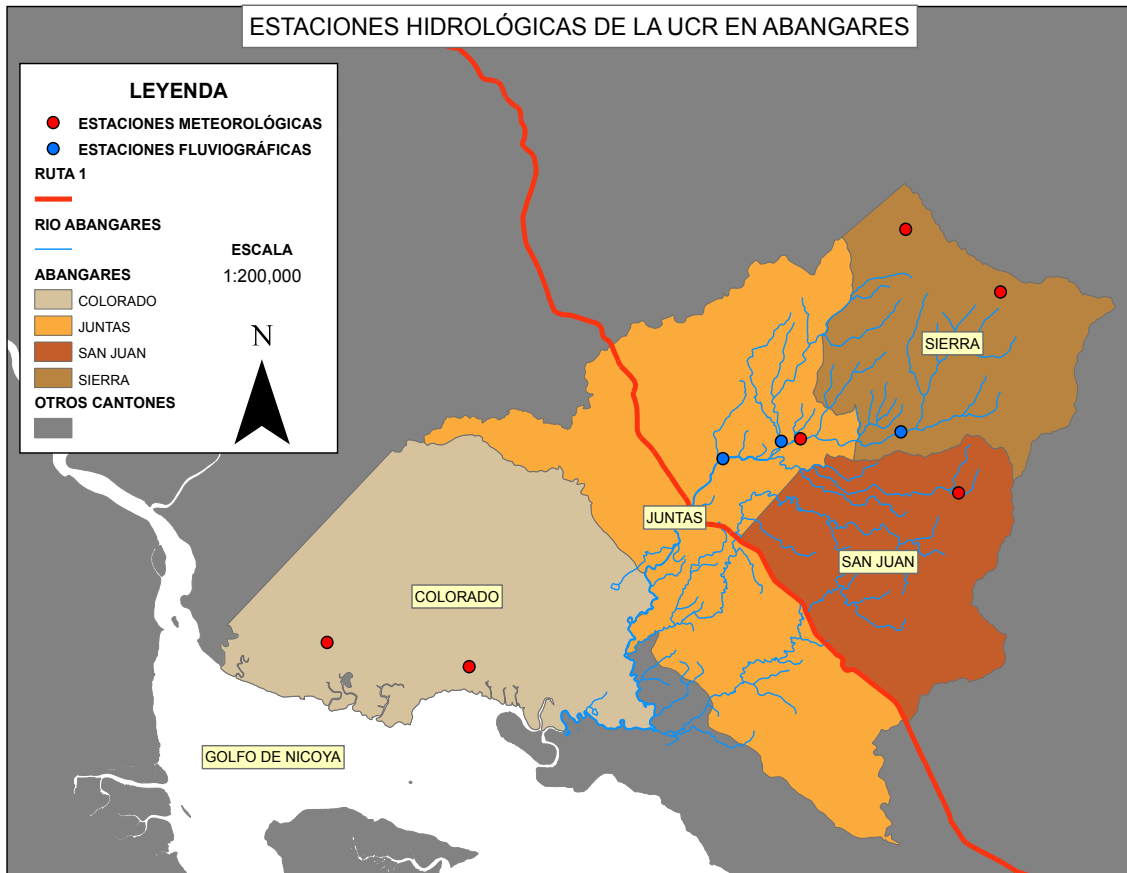 ESTACIONES HIDROLÓGICAS DE LA UCR EN ABANGARES
LEYENDA
ESTACIONES METEOROLÓGICAS
ESTACIONES FLUVIOGRÁFICAS
RUTA 1
RIO ABANGARES
ESCALA
1:200,000
ABANGARES
COLORADO
JUNTAS
SAN JUAN
SIERRA
OTROS CANTONES
N
SIERRA
JUNTAS
SAN JUAN
COLORADO
GOLFO DE NICOYA